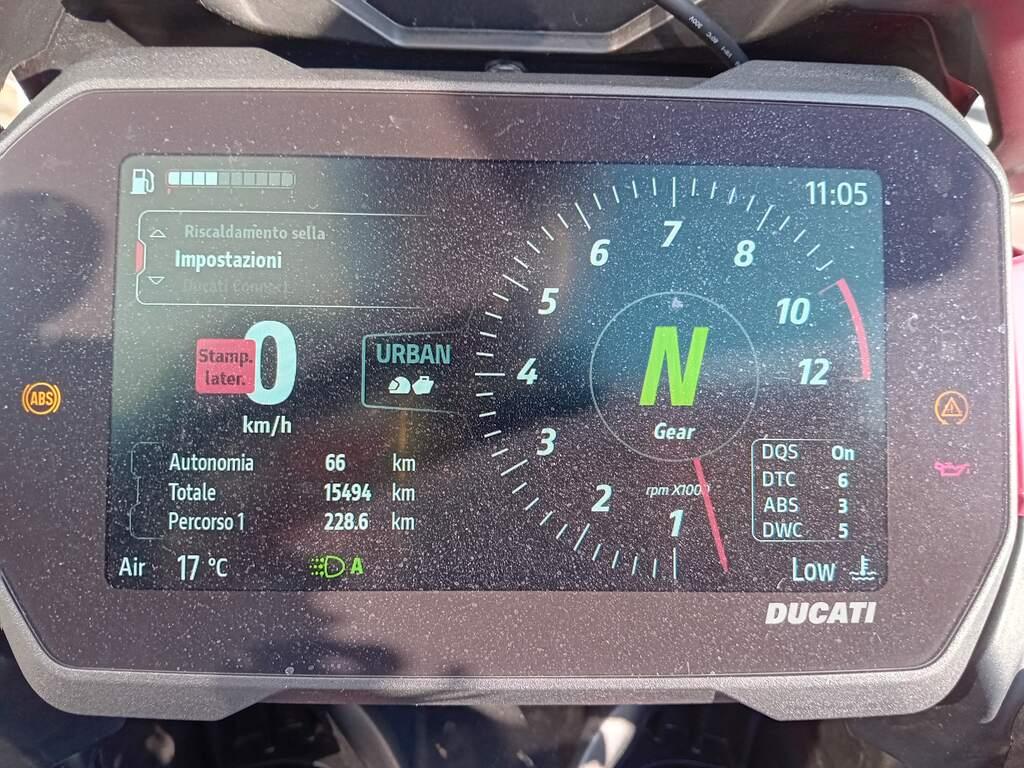 11:05
Riscaldamento sella
Impostazioni
Ducati Connect
Stamp.
later.
0
km/h
URBAN
Autonomia 66 km
Totale 15494 km
Percorso 1 228.6 km
Air 17 °C
A
1
2
3
4
5
6
7
8
10
12
N
Gear
rpm X1000
DQS On
DTC 6
ABS 3
DWC 5
Low
ABS
DUCATI